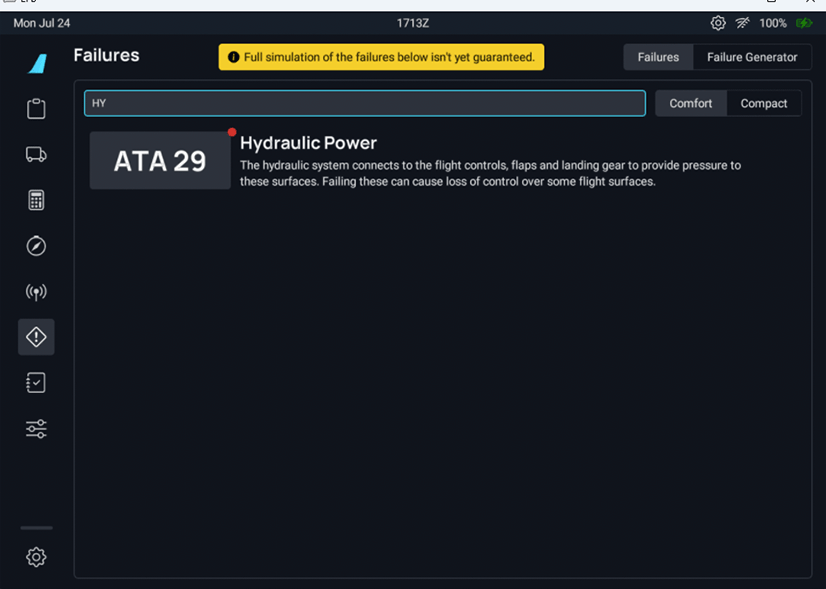 Mon Jul 24
1713Z
100%
Failures
Full simulation of the failures below isn't yet guaranteed.
Failures
Failure Generator
HY
Comfort
Compact
ATA 29
Hydraulic Power
The hydraulic system connects to the flight controls, flaps and landing gear to provide pressure to
these surfaces. Failing these can cause loss of control over some flight surfaces.